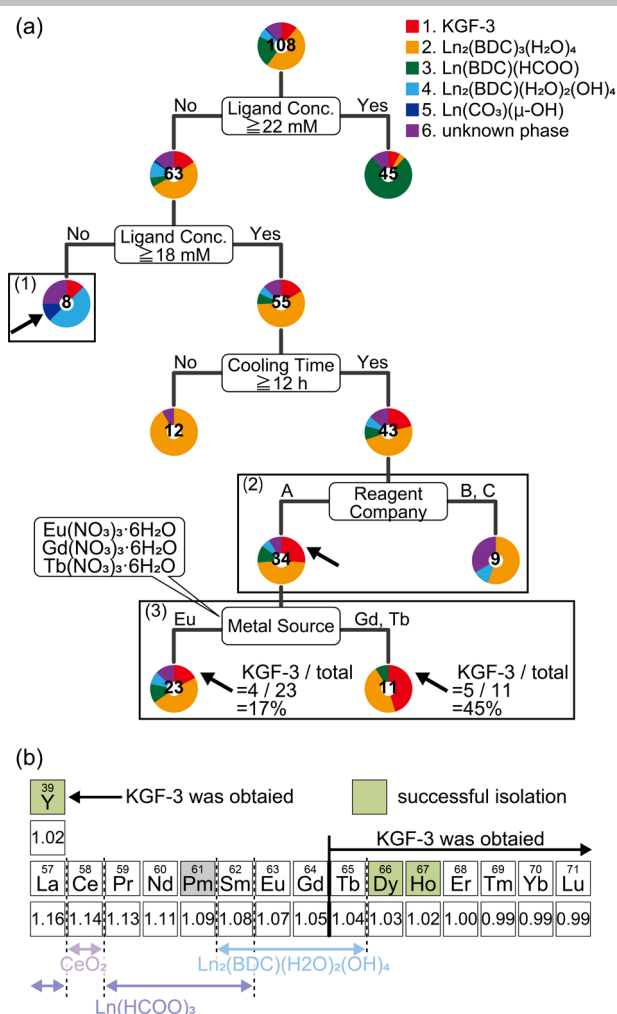 (a)
1. KGF-3
2. Ln₂(BDC)₃(H₂O)₄
3. Ln(BDC)(HCOO)
4. Ln₂(BDC)(H₂O)₂(OH)₄
5. Ln(CO₃)(μ-OH)
6. unknown phase
108
No
Ligand Conc.
≧22 mM
Yes
63
45
No
Ligand Conc.
≧18 mM
Yes
(1)
8
55
No
Cooling Time
≧12 h
Yes
12
43
(2)
A
Reagent
Company
B, C
Eu(NO₃)₃·6H₂O
Gd(NO₃)₃·6H₂O
Tb(NO₃)₃·6H₂O
34
9
(3)
Eu
Metal Source
Gd, Tb
23
KGF-3 / total
=4 / 23
=17%
11
KGF-3 / total
=5 / 11
=45%
(b)
39
Y
KGF-3 was obtaied
successful isolation
1.02
KGF-3 was obtaied
57 58 59 60 61 62 63 64 65 66 67 68 69 70 71
La Ce Pr Nd Pm Sm Eu Gd Tb Dy Ho Er Tm Yb Lu
1.16 1.14 1.13 1.11 1.09 1.08 1.07 1.05 1.04 1.03 1.02 1.00 0.99 0.99 0.99
CeO₂
Ln₂(BDC)(H2O)₂(OH)₄
Ln(HCOO)₃